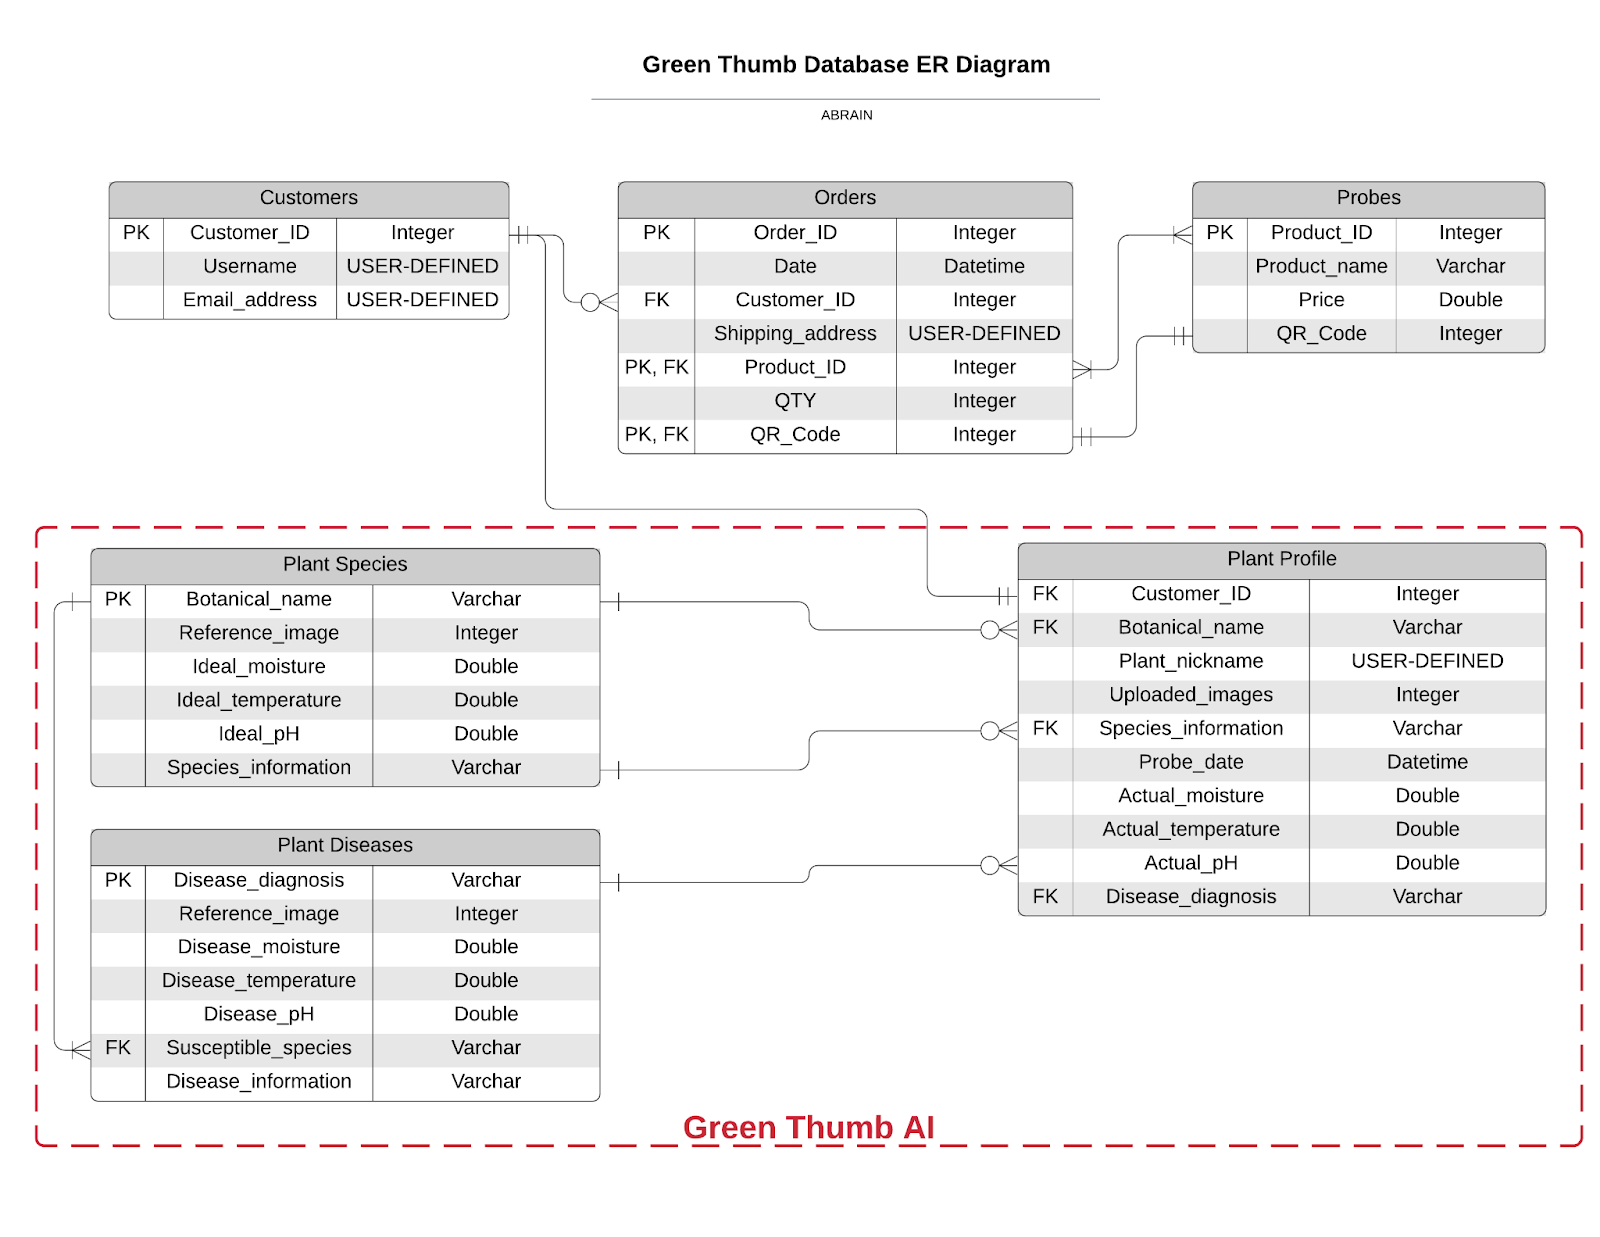 Green Thumb Database ER Diagram
ABRAIN
Customers
PK Customer_ID Integer
Username USER-DEFINED
Email_address USER-DEFINED
Orders
PK Order_ID Integer
Date Datetime
FK Customer_ID Integer
Shipping_address USER-DEFINED
PK, FK Product_ID Integer
QTY Integer
PK, FK QR_Code Integer
Probes
PK Product_ID Integer
Product_name Varchar
Price Double
QR_Code Integer
Plant Species
PK Botanical_name Varchar
Reference_image Integer
Ideal_moisture Double
Ideal_temperature Double
Ideal_pH Double
Species_information Varchar
Plant Profile
FK Customer_ID Integer
FK Botanical_name Varchar
Plant_nickname USER-DEFINED
Uploaded_images Integer
FK Species_information Varchar
Probe_date Datetime
Actual_moisture Double
Actual_temperature Double
Actual_pH Double
FK Disease_diagnosis Varchar
Plant Diseases
PK Disease_diagnosis Varchar
Reference_image Integer
Disease_moisture Double
Disease_temperature Double
Disease_pH Double
FK Susceptible_species Varchar
Disease_information Varchar
Green Thumb AI